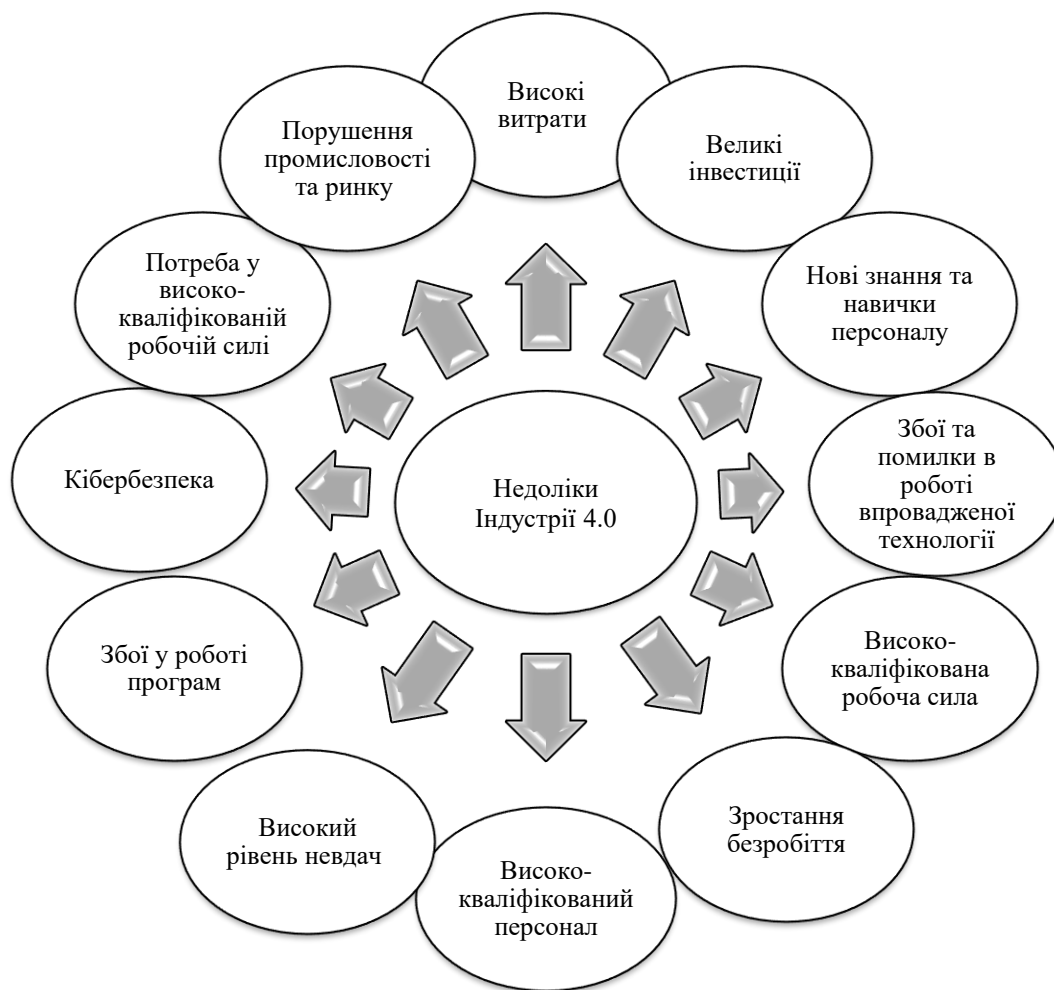 Високі
витрати
Великі
інвестиції
Нові знання та
навички
персоналу
Збої та
помилки в
роботі
впровадженої
технології
Високо-
кваліфікована
робоча сила
Зростання
безробіття
Високо-
кваліфікований
персонал
Високий
рівень невдач
Збої у роботі
програм
Кібербезпека
Потреба у
високо-
кваліфікованій
робочій силі
Порушення
промисловості
та ринку
Недоліки
Індустрії 4.0